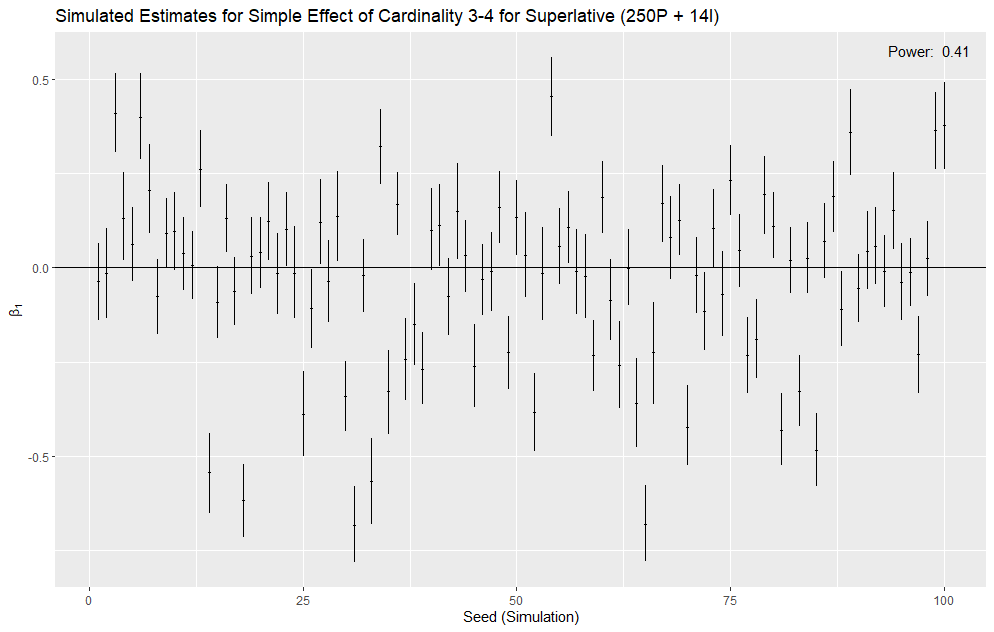 Simulated Estimates for Simple Effect of Cardinality 3-4 for Superlative (250P + 14I)
Power: 0.41
0.5
0.0
-0.5
β1
0 25 50 75 100
Seed (Simulation)